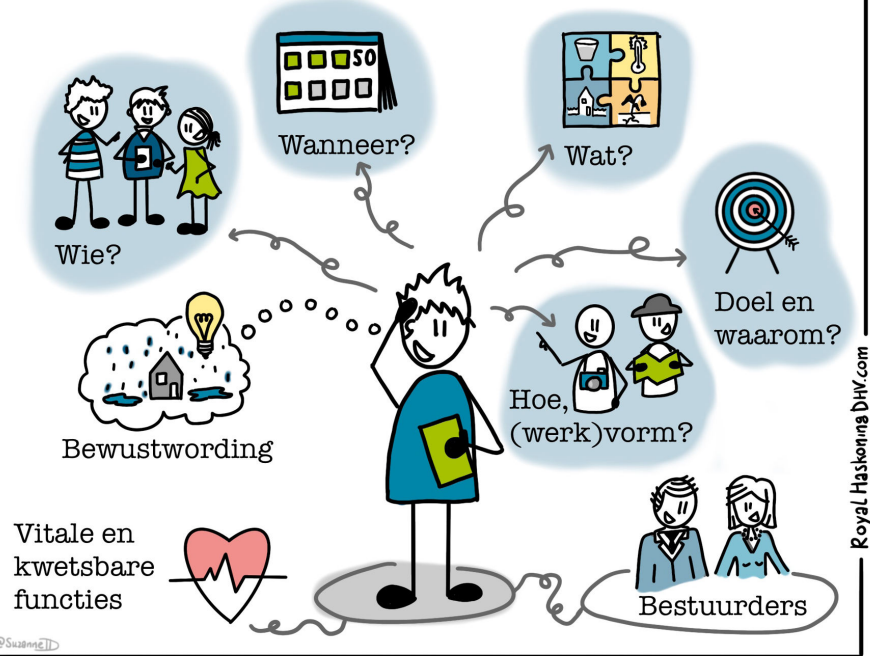 50
Wanneer?
Wat?
Wie?
Doel en
waarom?
Hoe,
(werk)vorm?
Bewustwording
Vitale en
kwetsbare
functies
Bestuurders
Royal HaskoningDHV.com
@SuzanneTD